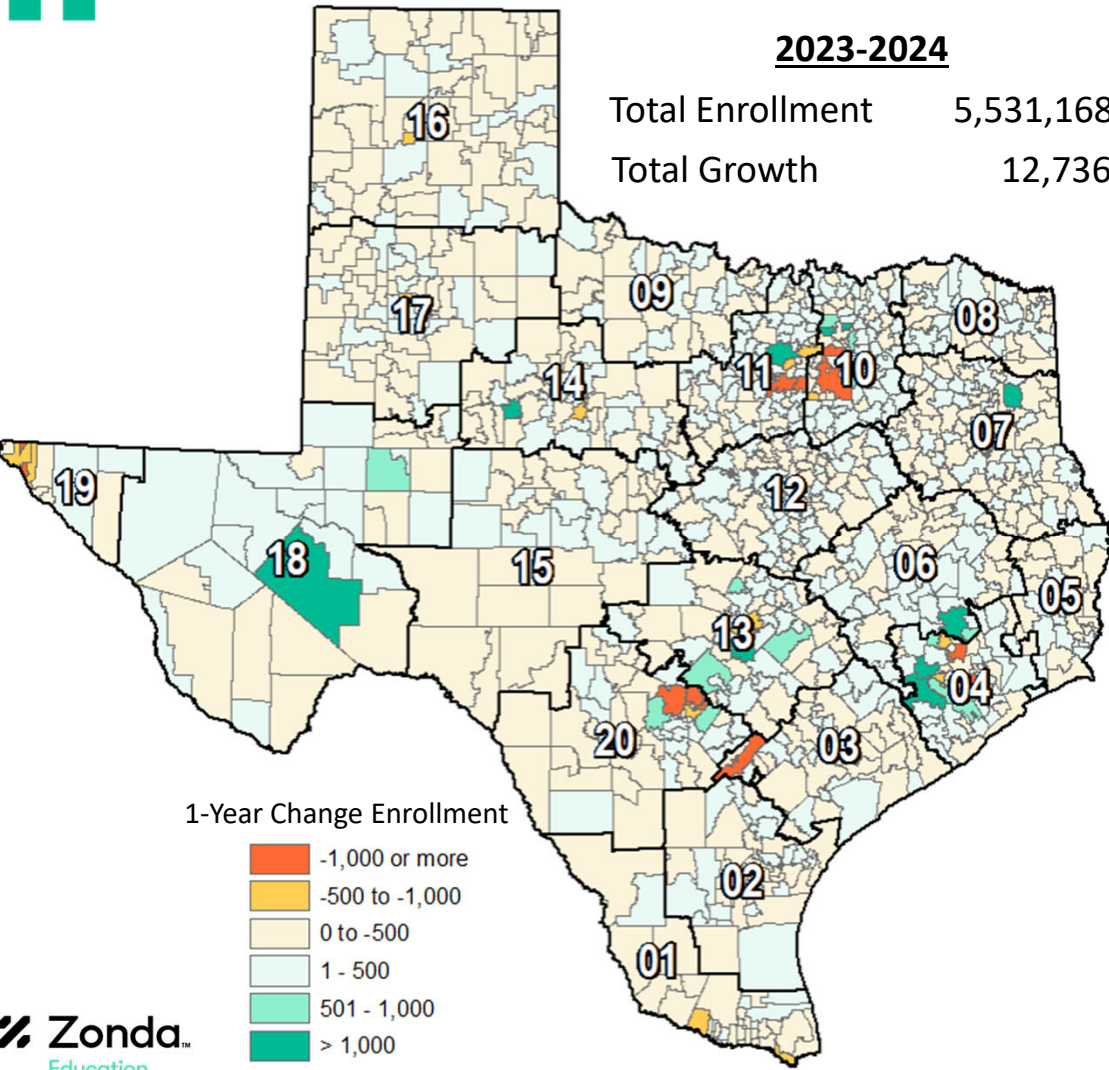 2023-2024
Total Enrollment 5,531,168
Total Growth 12,736
16
17
09
08
14
11
10
07
19
18
15
12
06
05
13
04
20
03
02
01
1-Year Change Enrollment
-1,000 or more
-500 to -1,000
0 to -500
1 - 500
501 - 1,000
> 1,000
Zonda™
Education